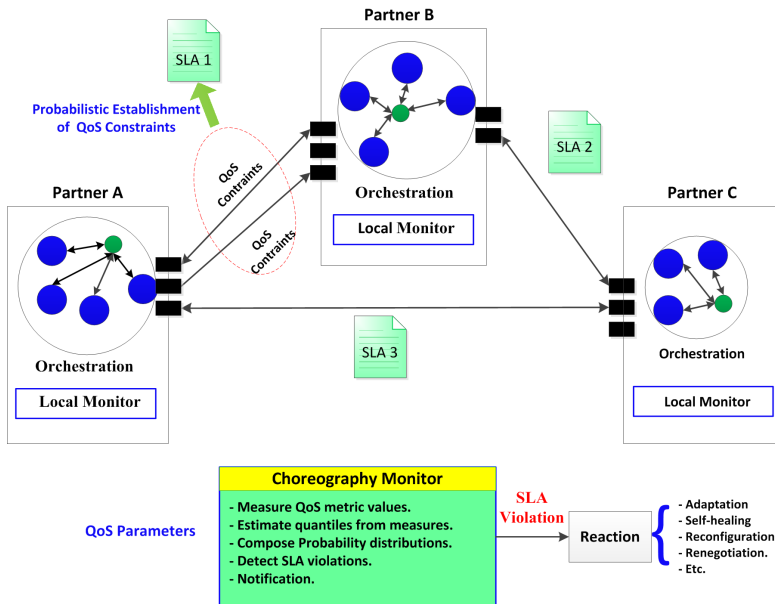 Partner B
SLA 1
Probabilistic Establishment
of QoS Constraints
QoS
Contraints
SLA 2
Partner A
Orchestration
Partner C
Local Monitor
QoS
Contraints
SLA 3
Orchestration
Orchestration
Local Monitor
Local Monitor
Choreography Monitor
- Measure QoS metric values.
- Estimate quantiles from measures.
- Compose Probability distributions.
- Detect SLA violations.
- Notification.
QoS Parameters
SLA
Violation
Reaction
- Adaptation
- Self-healing
- Reconfiguration
- Renegotiation.
- Etc.